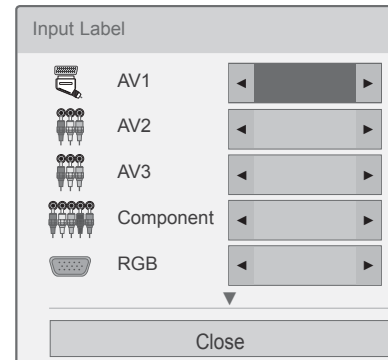 Input Label
AV1
AV2
AV3
Component
RGB
Close